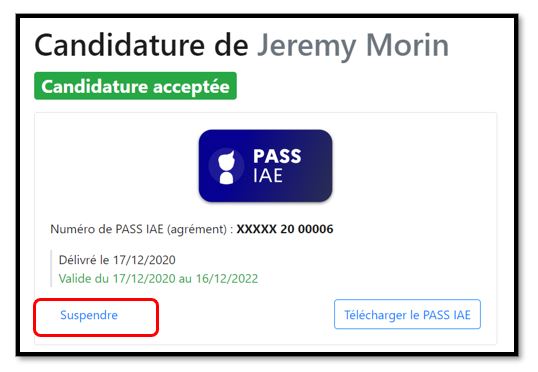 Candidature de Jeremy Morin
Candidature acceptée
PASS
IAE
Numéro de PASS IAE (agrément) : XXXXX 20 00006
Délivré le 17/12/2020
Valide du 17/12/2020 au 16/12/2022
Suspendre
Télécharger le PASS IAE